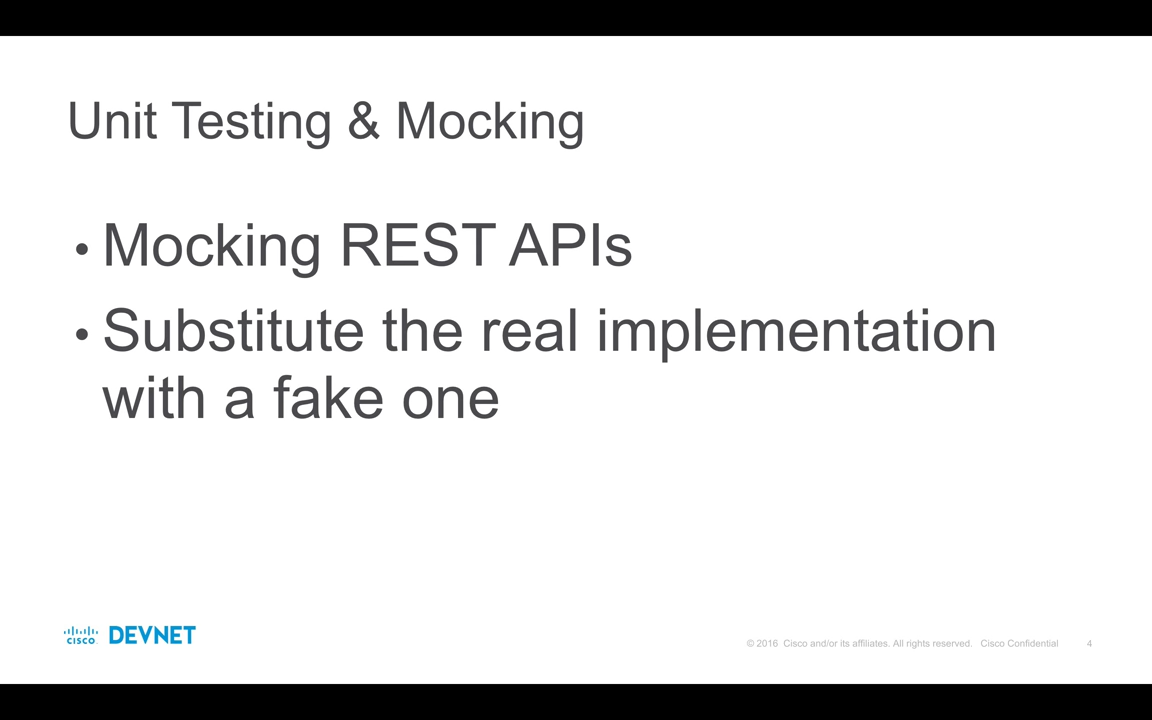 Unit Testing & Mocking
• Mocking REST APIs
• Substitute the real implementation
with a fake one
CISCO DEVNET
© 2016 Cisco and/or its affiliates. All rights reserved. Cisco Confidential 4